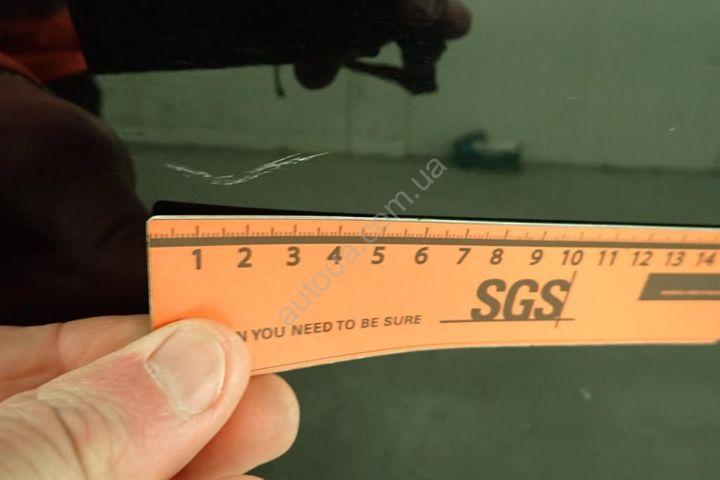 1 2 3 4 5 6 7 8 9 10 11 12 13 14
SGS
N YOU NEED TO BE SURE
autoua.com.ua